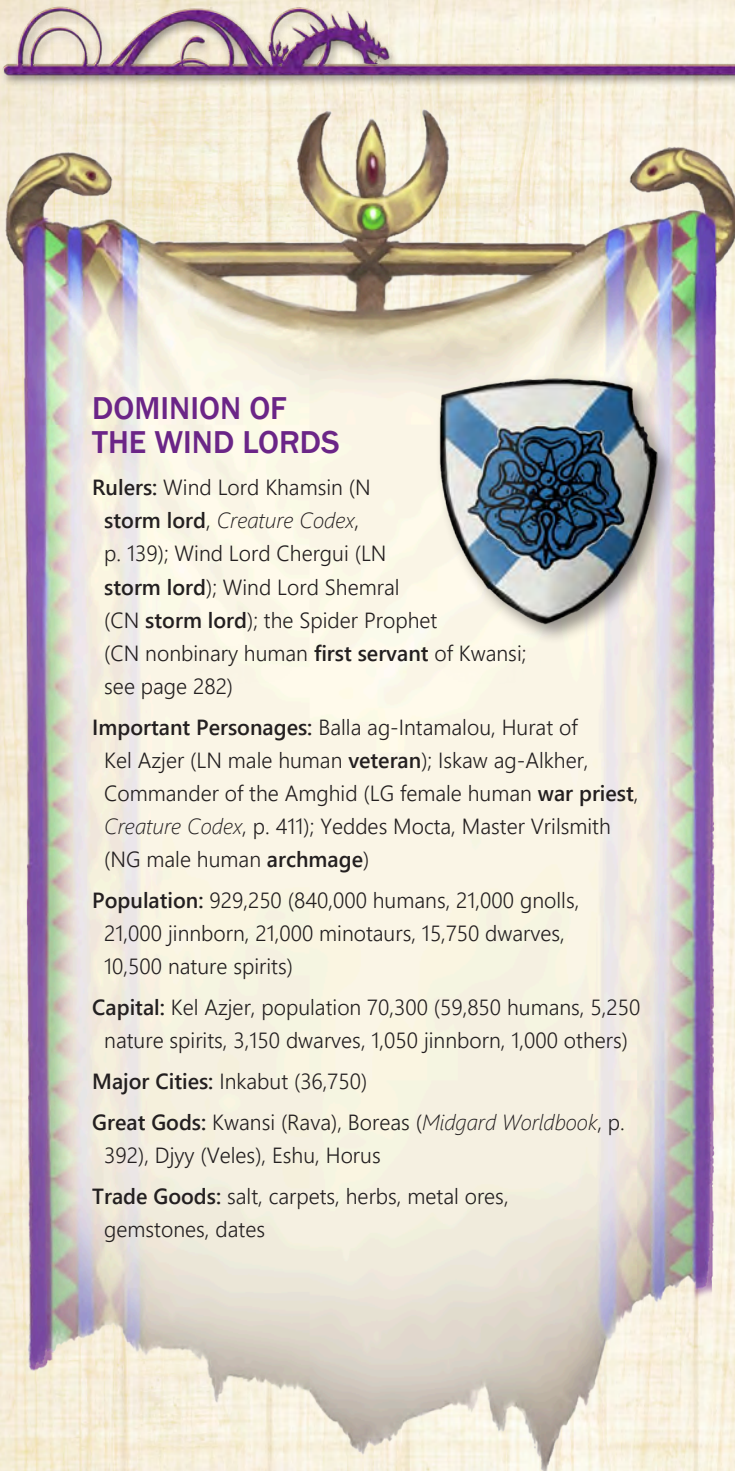 DOMINION OF
THE WIND LORDS
Rulers: Wind Lord Khamsin (N
storm lord, Creature Codex,
p. 139); Wind Lord Chergui (LN
storm lord); Wind Lord Shemral
(CN storm lord); the Spider Prophet
(CN nonbinary human first servant of Kwansi;
see page 282)
Important Personages: Balla ag-Intamalou, Hurat of
Kel Azjer (LN male human veteran); Iskaw ag-Alkher,
Commander of the Amghid (LG female human war priest,
Creature Codex, p. 411); Yeddes Mocta, Master Vrilsmith
(NG male human archmage)
Population: 929,250 (840,000 humans, 21,000 gnolls,
21,000 jinnborn, 21,000 minotaurs, 15,750 dwarves,
10,500 nature spirits)
Capital: Kel Azjer, population 70,300 (59,850 humans, 5,250
nature spirits, 3,150 dwarves, 1,050 jinnborn, 1,000 others)
Major Cities: Inkabut (36,750)
Great Gods: Kwansi (Rava), Boreas (Midgard Worldbook, p.
392), Djyy (Veles), Eshu, Horus
Trade Goods: salt, carpets, herbs, metal ores,
gemstones, dates